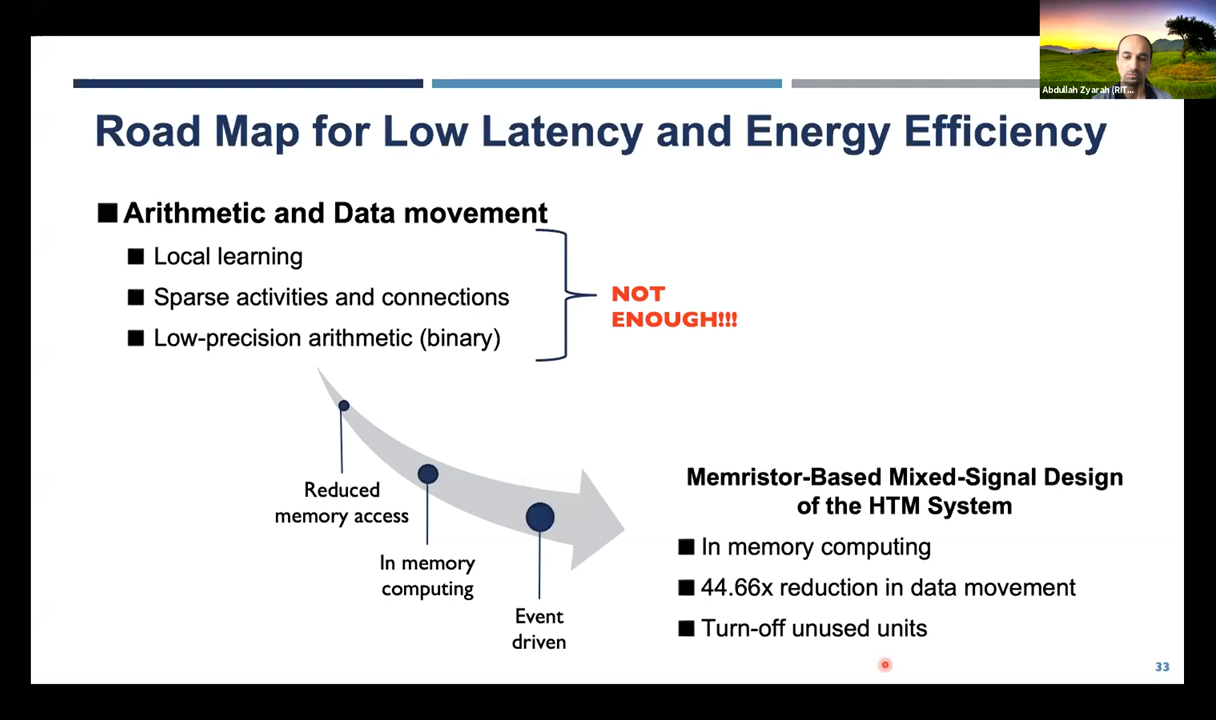 Abdullah Zyarah (RIT...
Road Map for Low Latency and Energy Efficiency
Arithmetic and Data movement
Local learning
Sparse activities and connections
Low-precision arithmetic (binary)
NOT
ENOUGH!!!
Reduced
memory access
In memory
computing
Event
driven
Memristor-Based Mixed-Signal Design
of the HTM System
In memory computing
44.66x reduction in data movement
Turn-off unused units
33